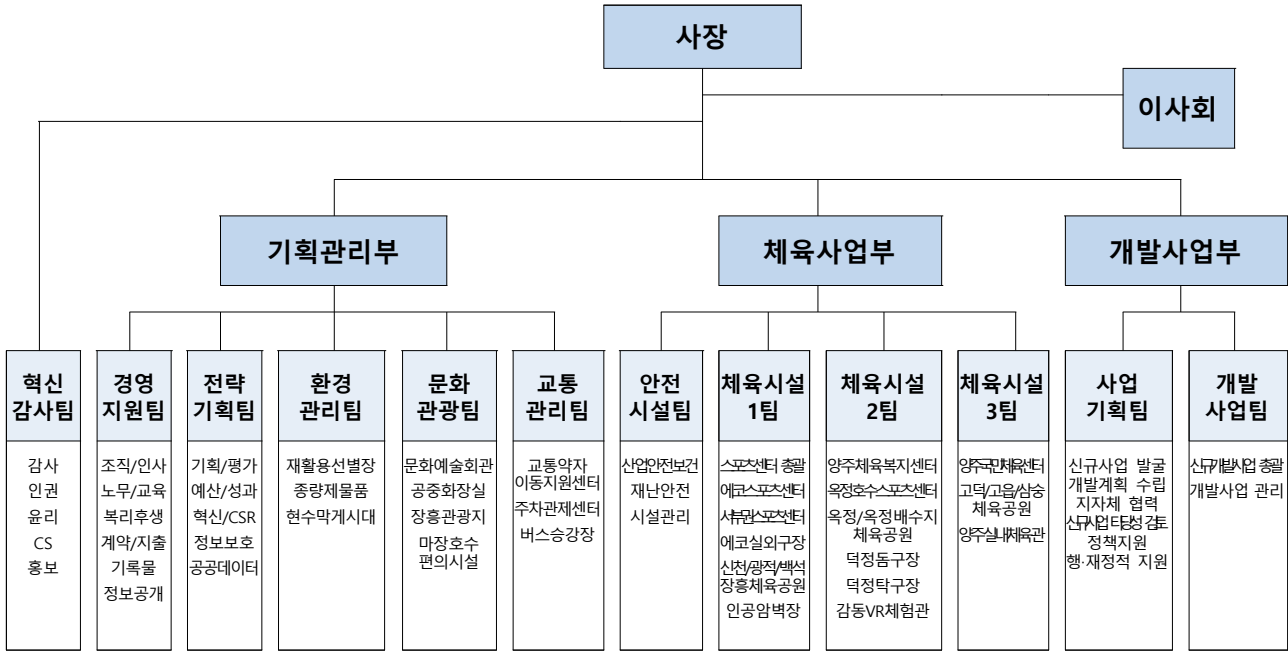 사장
이사회
기획관리부
체육사업부
개발사업부
혁신
감사팀
감사
인권
윤리
CS
홍보
경영
지원팀
조직/인사
노무/교육
복리후생
계약/지출
기록물
정보공개
전략
기획팀
기획/평가
예산/성과
혁신/CSR
정보보호
공공데이터
환경
관리팀
재활용선별장
종량제물품
현수막게시대
문화
관광팀
문화예술회관
공중화장실
장흥관광지
마장호수
편의시설
교통
관리팀
교통약자
이동지원센터
주차관제센터
버스승강장
안전
시설팀
산업안전보건
재난안전
시설관리
체육시설
1팀
스포츠센터 총괄
에코스포츠센터
서부권스포츠센터
에코실외구장
신천/광적/백석
장흥체육공원
인공암벽장
체육시설
2팀
양주체육복지센터
옥정호수스포츠센터
옥정/옥정배수지
체육공원
덕정돔구장
덕정탁구장
감동VR체험관
체육시설
3팀
양주국민체육센터
고덕/고읍/삼숭
체육공원
양주실내체육관
사업
기획팀
신규사업 발굴
개발계획 수립
지자체 협력
신규사업 타당성 검토
정책지원
행·재정적 지원
개발
사업팀
신규개발사업 총괄
개발사업 관리